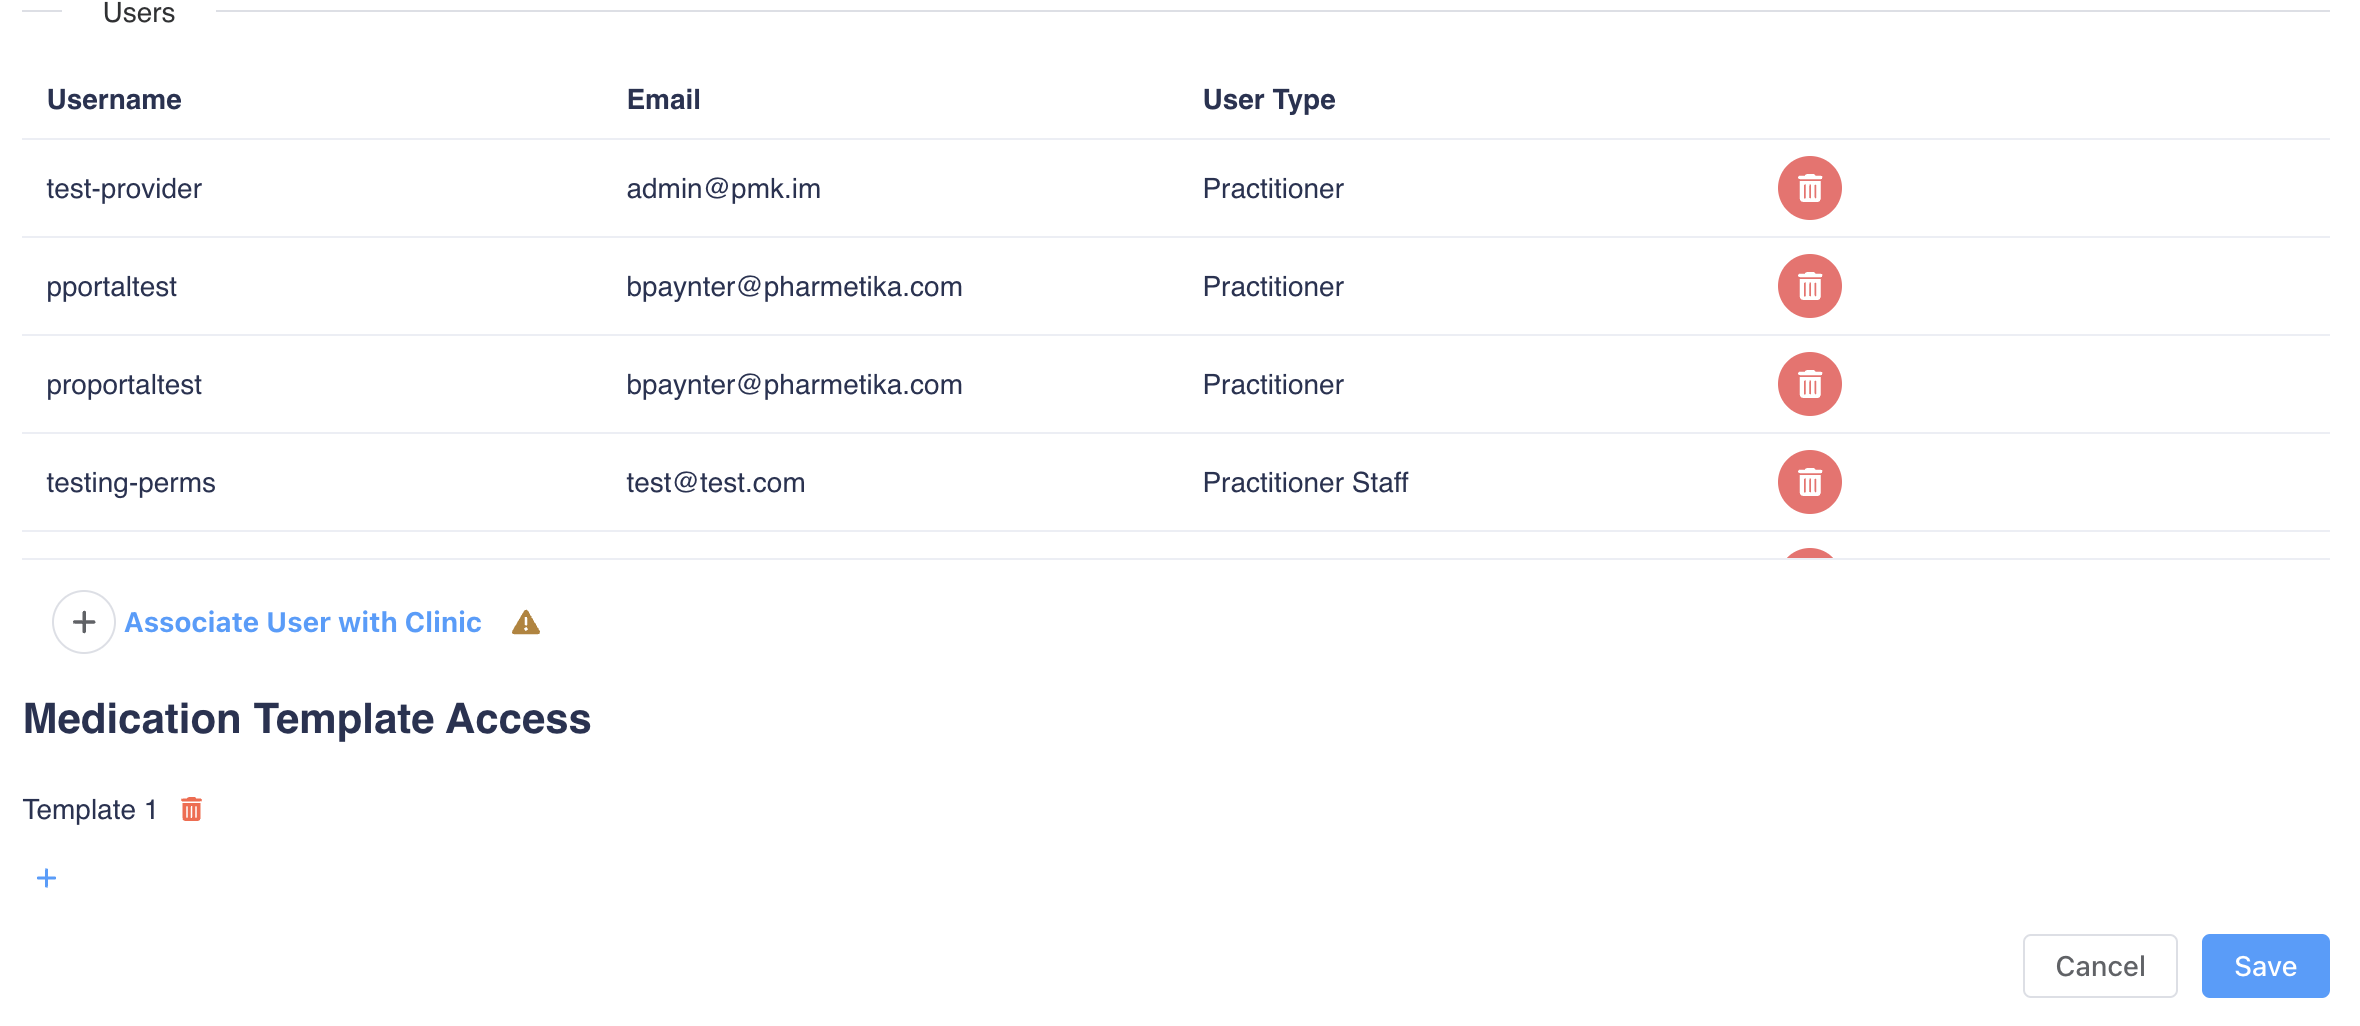 Users
Username Email User Type
test-provider admin@pmk.im Practitioner
pportaltest bpaynter@pharmetika.com Practitioner
proportaltest bpaynter@pharmetika.com Practitioner
testing-perms test@test.com Practitioner Staff
Associate User with Clinic
Medication Template Access
Template 1
Cancel Save